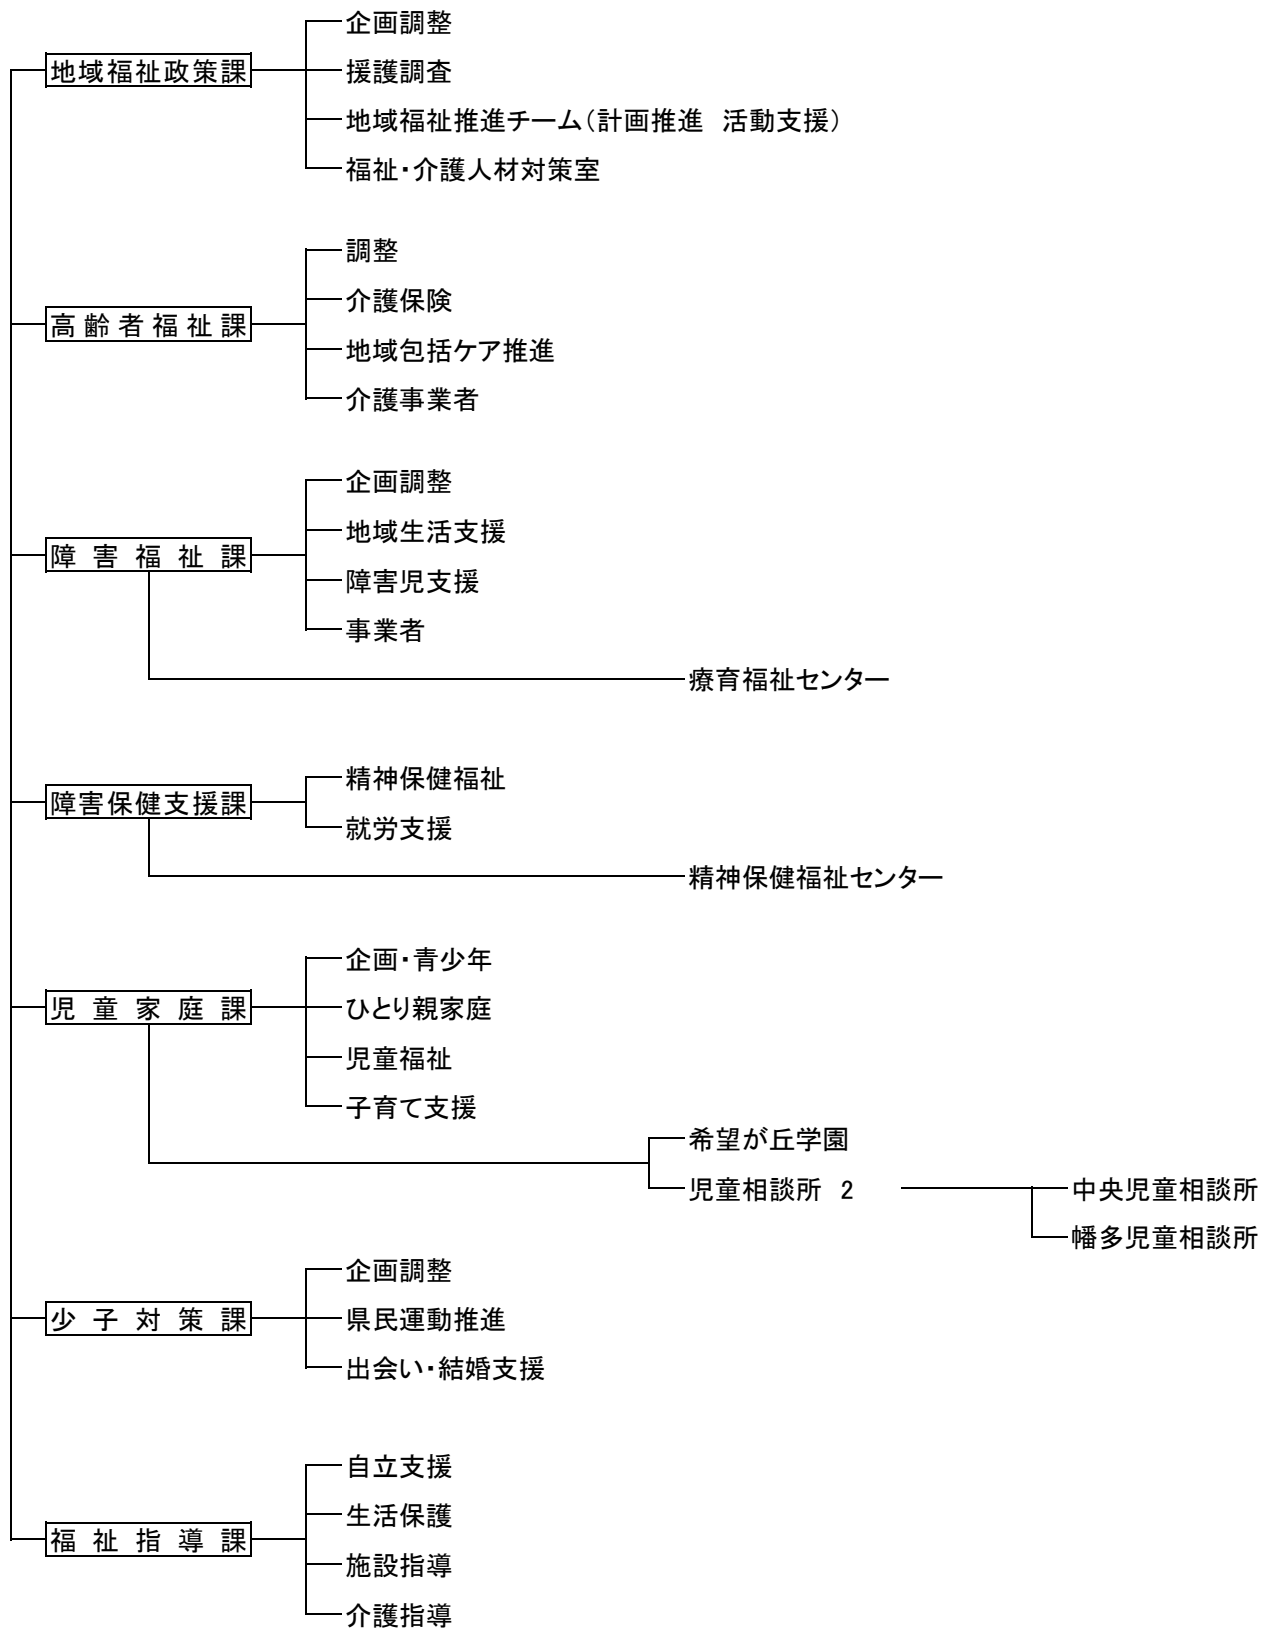 企画調整
地域福祉政策課
援護調査
地域福祉推進チーム（計画推進　活動支援）
福祉・介護人材対策室
調整
介護保険
高齢者福祉課
地域包括ケア推進
介護事業者
企画調整
地域生活支援
障害福祉課
障害児支援
事業者
療育福祉センター
精神保健福祉
障害保健支援課
就労支援
精神保健福祉センター
企画・青少年
児童家庭課
ひとり親家庭
児童福祉
子育て支援
希望が丘学園
児童相談所　2
中央児童相談所
幡多児童相談所
企画調整
少子対策課
県民運動推進
出会い・結婚支援
自立支援
生活保護
福祉指導課
施設指導
介護指導